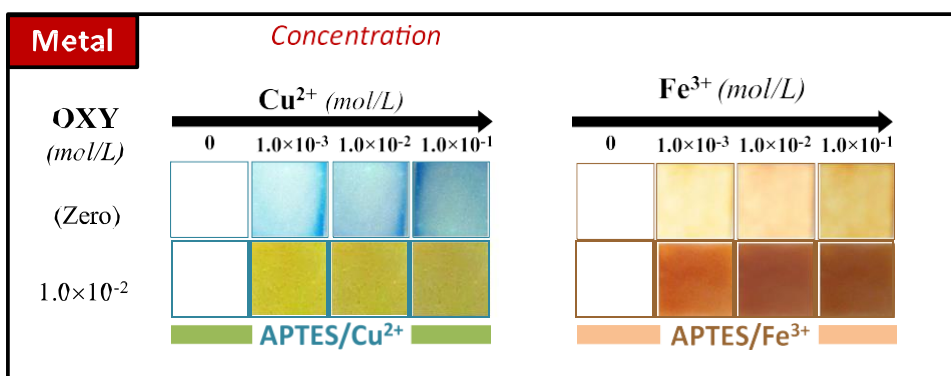 Metal
Concentration
Cu²⁺ (mol/L)
Fe³⁺ (mol/L)
OXY
(mol/L)
0 1.0×10⁻³ 1.0×10⁻² 1.0×10⁻¹
0 1.0×10⁻³ 1.0×10⁻² 1.0×10⁻¹
(Zero)
1.0×10⁻²
APTES/Cu²⁺
APTES/Fe³⁺